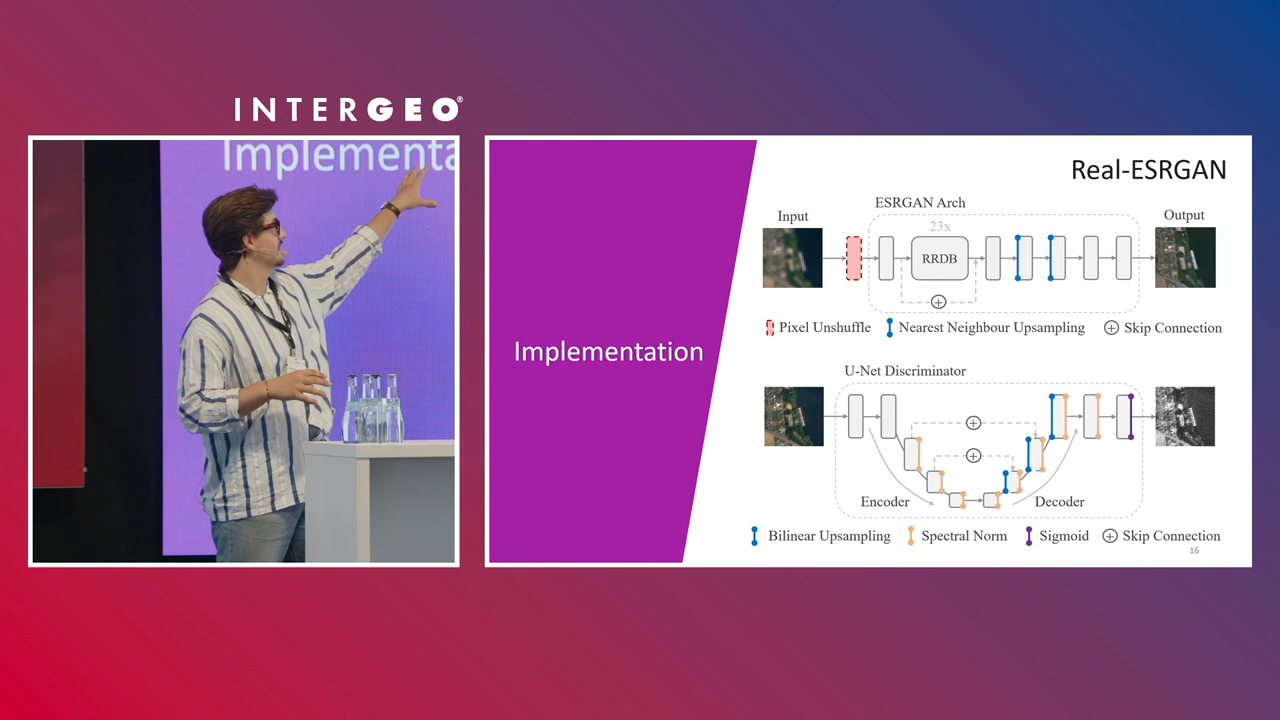 INTERGEO®
Implementa
Implementation
Real-ESRGAN
ESRGAN Arch
Input
Output
23x
RRDB
Pixel Unshuffle
Nearest Neighbour Upsampling
Skip Connection
U-Net Discriminator
Encoder
Decoder
Bilinear Upsampling
Spectral Norm
Sigmoid
Skip Connection
16